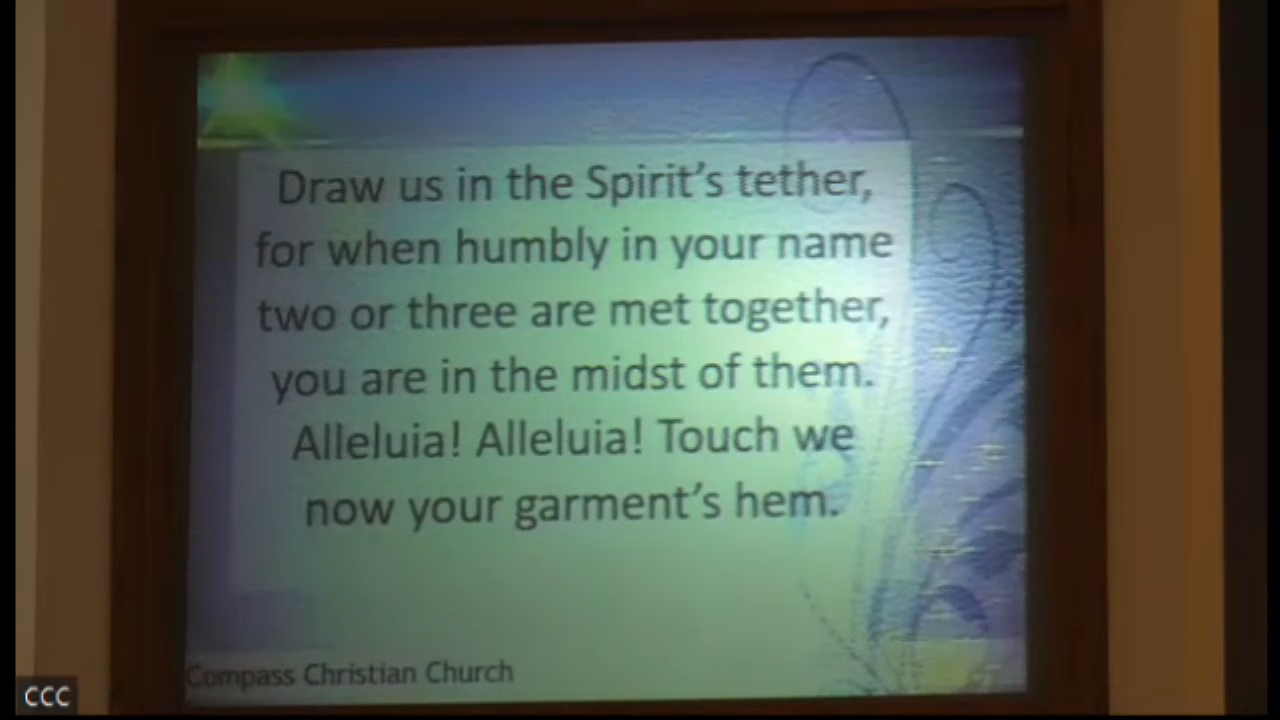 Draw us in the Spirit's tether,
for when humbly in your name
two or three are met together,
you are in the midst of them.
Alleluia! Alleluia! Touch we
now your garment's hem.
Compass Christian Church
CCC